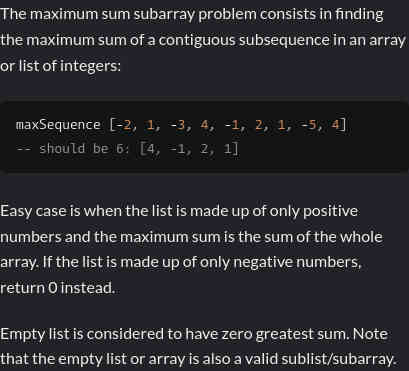 The maximum sum subarray problem consists in finding
the maximum sum of a contiguous subsequence in an array
or list of integers:
maxSequence [-2, 1, -3, 4, -1, 2, 1, -5, 4]
-- should be 6: [4, -1, 2, 1]
Easy case is when the list is made up of only positive
numbers and the maximum sum is the sum of the whole
array. If the list is made up of only negative numbers,
return 0 instead.
Empty list is considered to have zero greatest sum. Note
that the empty list or array is also a valid sublist/subarray.